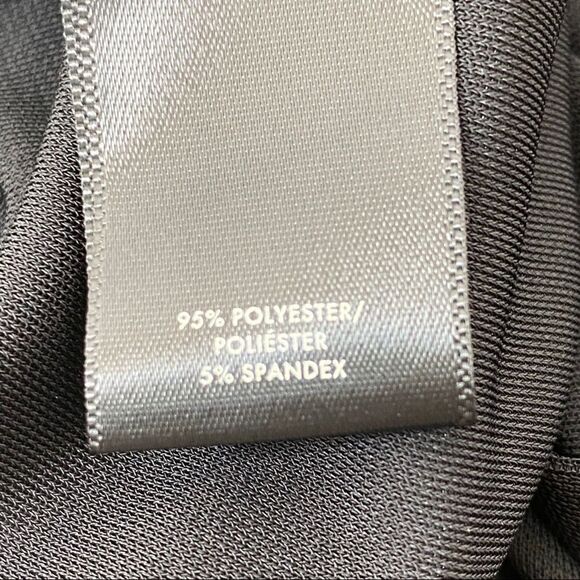 95% POLYESTER/
POLIÉSTER
5% SPANDEX